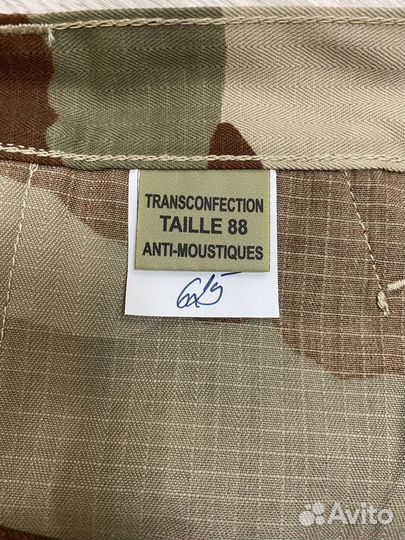 TRANSCONFECTION
TAILLE 88
ANTI-MOUSTIQUES
Avito